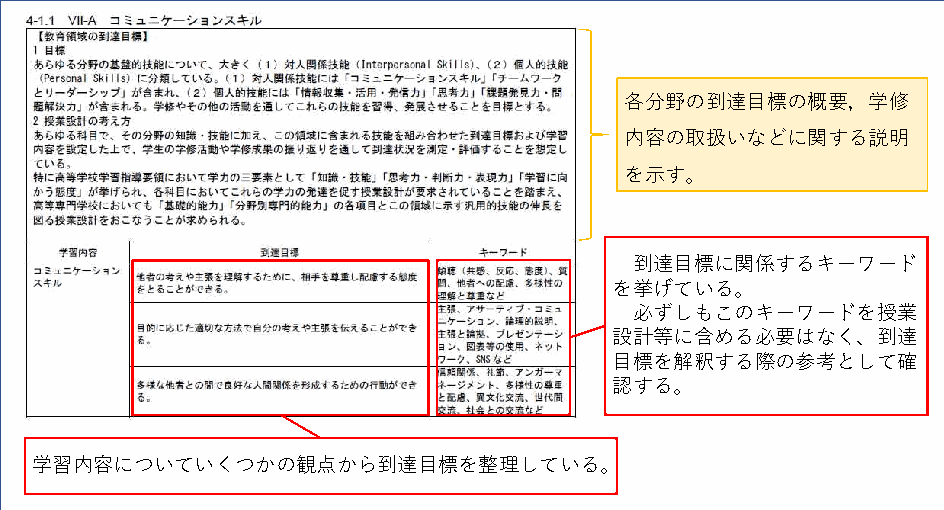 4-1.1　VII-A　コミュニケーションスキル
【教育領域の到達目標】
1 目標
あらゆる分野の基盤的技能について、大きく（１）対人関係技能（Interpersonal Skills）、（２）個人的技能
（Personal Skills）に分類している。（１）対人関係技能には「コミュニケーションスキル」「チームワーク
とリーダーシップ」が含まれ、（２）個人的技能には「情報収集・活用・発信力」「思考力」「課題発見力・問
題解決力」が含まれる。学修やその他の活動を通してこれらの技能を習得、発展させることを目標とする。
2 授業設計の考え方
あらゆる科目で、その分野の知識・技能に加え、この領域に含まれる技能を組み合わせた到達目標および学習
内容を設定した上で、学生の学修活動や学修成果の振り返りを通して到達状況を測定・評価することを想定し
ている。
特に高等学校学習指導要領において学力の三要素として「知識・技能」「思考力・判断力・表現力」「学習に向
かう態度」が挙げられ、各科目においてこれらの学力の発達を促す授業設計が要求されていることを踏まえ、
高等専門学校においても「基礎的能力」「分野別専門的能力」の各項目とこの領域に示す汎用的技能の伸長を
図る授業設計をおこなうことが求められる。
学習内容　到達目標　キーワード
コミュニケーション
スキル
他者の考えや主張を理解するために、相手を尊重し配慮する態度
をとることができる。
傾聴（共感、反応、態度）、質
問、他者への配慮、多様性の
理解と尊重など
目的に応じた適切な方法で自分の考えや主張を伝えることができ
る。
主張、アサーティブ・コミュ
ニケーション、論理的説明、
主張と論拠、プレゼンテーシ
ョン、図表等の使用、ネット
ワーク、SNSなど
多様な他者との間で良好な人間関係を形成するための行動ができ
る。
信頼関係、礼節、アンガーマ
ネージメント、多様性の尊重
と配慮、異文化交流、世代間
交流、社会との交流など
各分野の到達目標の概要，学修
内容の取扱いなどに関する説明
を示す。
到達目標に関係するキーワード
を挙げている。
必ずしもこのキーワードを授業
設計等に含める必要はなく、到達
目標を解釈する際の参考として確
認する。
学習内容についていくつかの観点から到達目標を整理している。